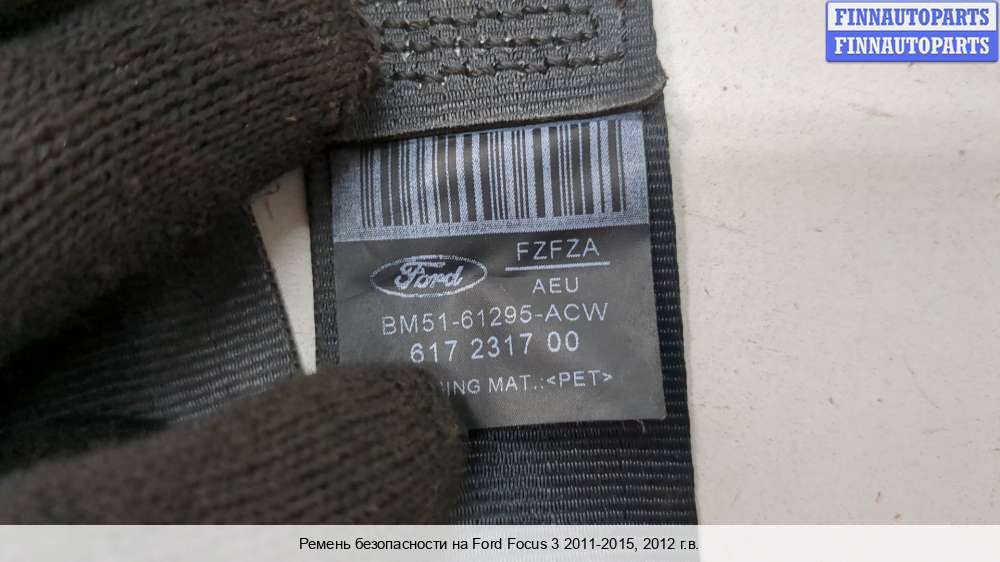 FINNAUTOPARTS
FINNAUTOPARTS
FZFZA
Ford
AEU
BM51-61295-ACW
617 2317 00
MAT.:<PET>
Ремень безопасности на Ford Focus 3 2011-2015, 2012 г.в.